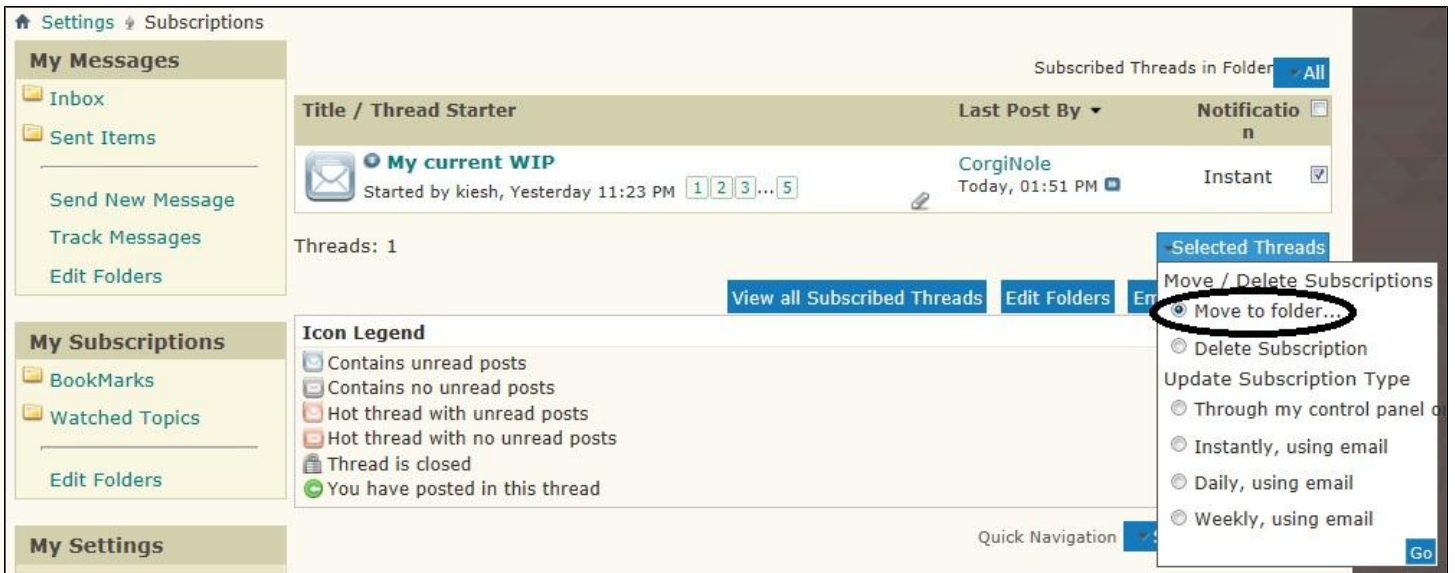 Settings Subscriptions
My Messages
Inbox
Sent Items
Send New Message
Track Messages
Edit Folders
My Subscriptions
BookMarks
Watched Topics
Edit Folders
My Settings
Subscribed Threads in Folder All
Title / Thread Starter Last Post By Notificatio
n
My current WIP
Started by kiesh, Yesterday 11:23 PM 1 2 3 ... 5
CorgiNole
Today, 01:51 PM
Instant
Threads: 1
Selected Threads
View all Subscribed Threads Edit Folders
Move / Delete Subscriptions
Move to folder...
Delete Subscription
Update Subscription Type
Through my control panel
Instantly, using email
Daily, using email
Weekly, using email
Go
Icon Legend
Contains unread posts
Contains no unread posts
Hot thread with unread posts
Hot thread with no unread posts
Thread is closed
You have posted in this thread
Quick Navigation